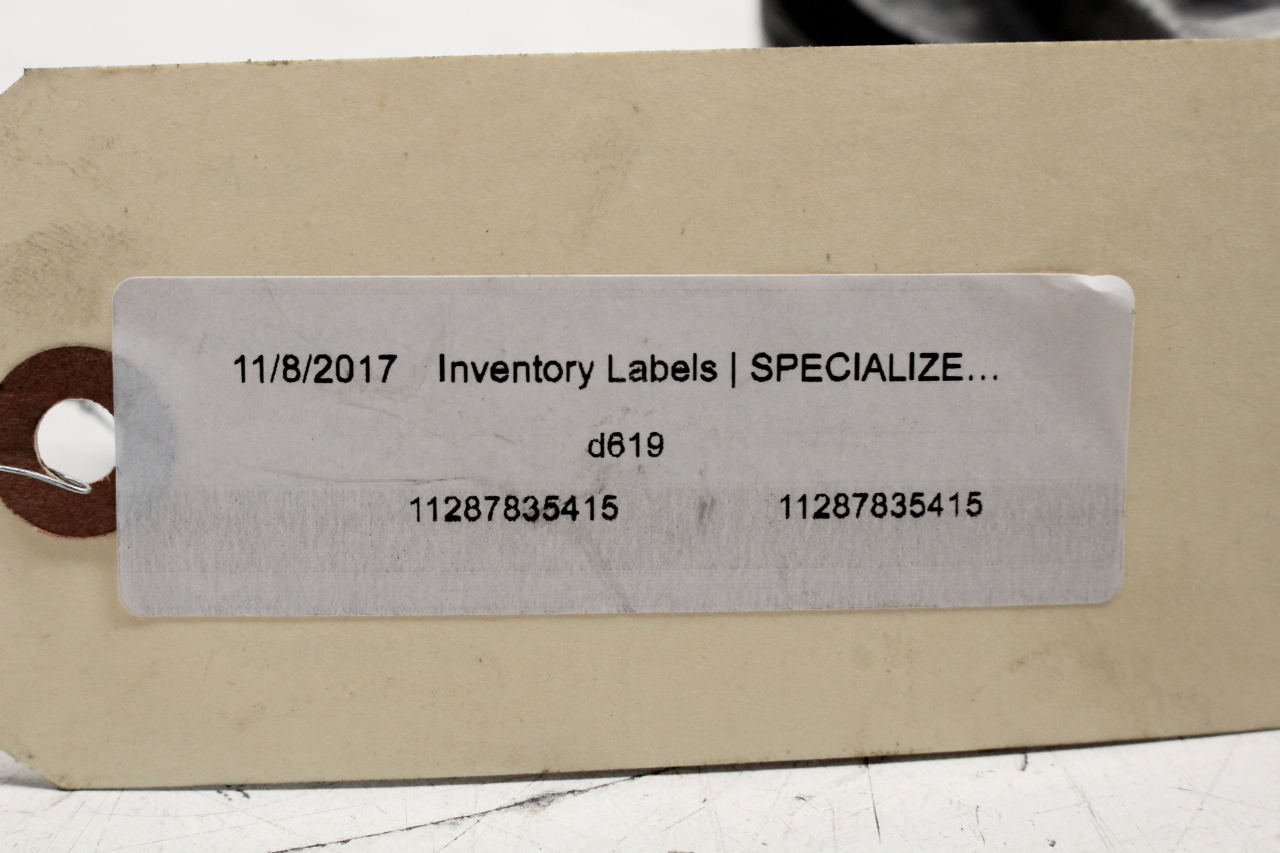 11/8/2017 Inventory Labels | SPECIALIZE...
d619
11287835415 11287835415